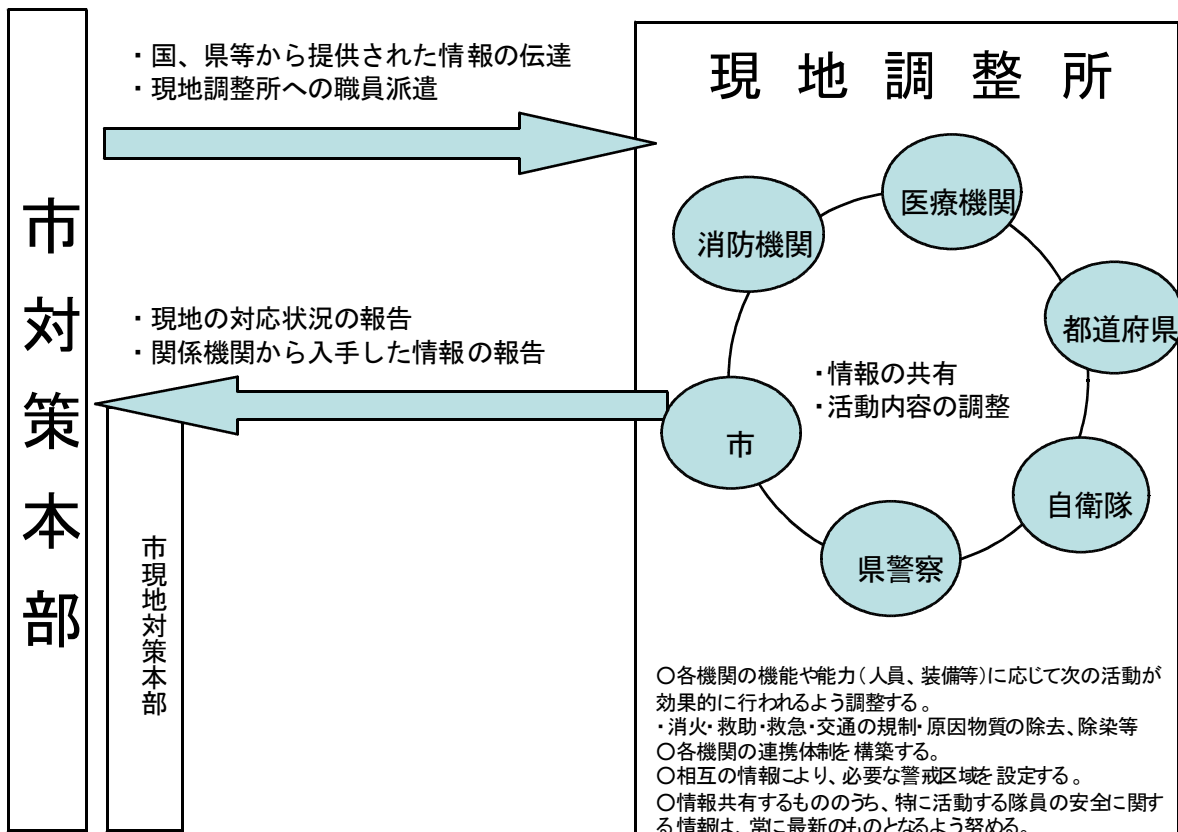 市対策本部
・国、県等から提供された情報の伝達
・現地調整所への職員派遣
・現地の対応状況の報告
・関係機関から入手した情報の報告
市現地対策本部
現地調整所
医療機関
消防機関
都道府県
・情報の共有
・活動内容の調整
市
自衛隊
県警察
○各機関の機能や能力(人員、装備等)に応じて次の活動が
効果的に行われるよう調整する。
・消火・救助・救急・交通の規制・原因物質の除去、除染等
○各機関の連携体制を構築する。
○相互の情報により、必要な警戒区域を設定する。
○情報共有するもののうち、特に活動する隊員の安全に関す
る情報は、常に最新のものとなるよう努める。